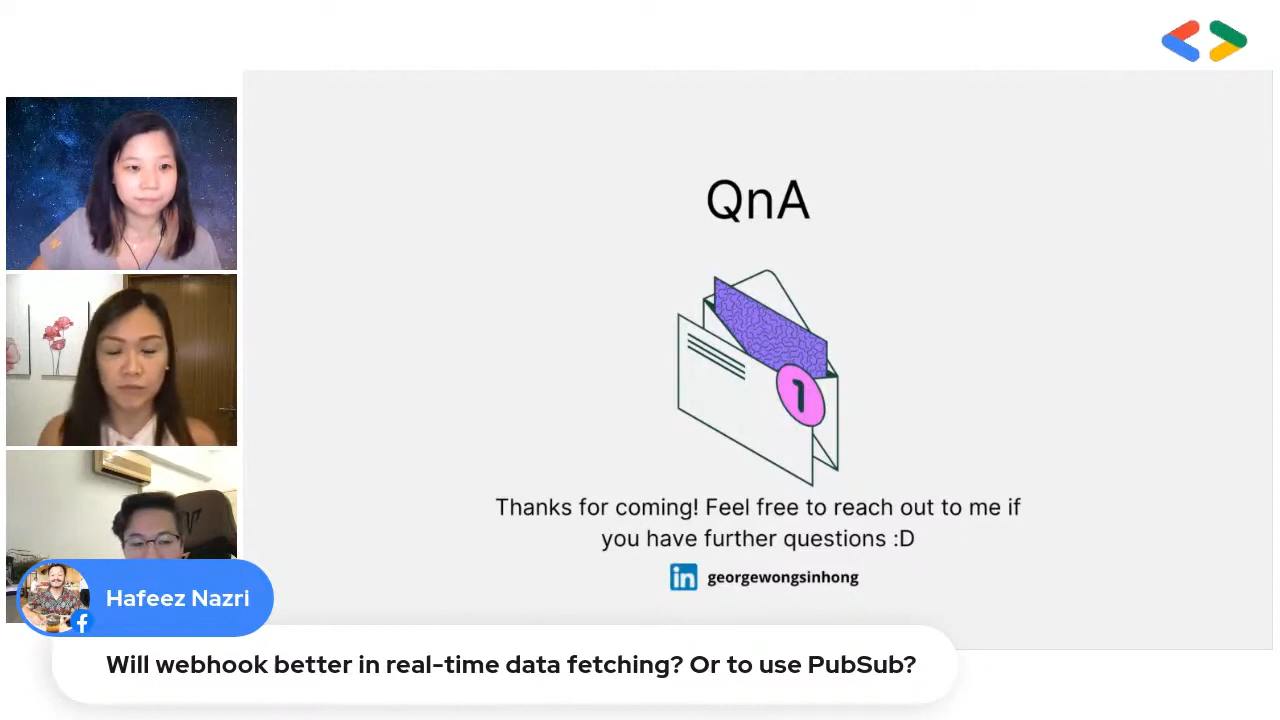 QnA
1
Thanks for coming! Feel free to reach out to me if
you have further questions :D
in georgewongsinhong
Hafeez Nazri
f
Will webhook better in real-time data fetching? Or to use PubSub?